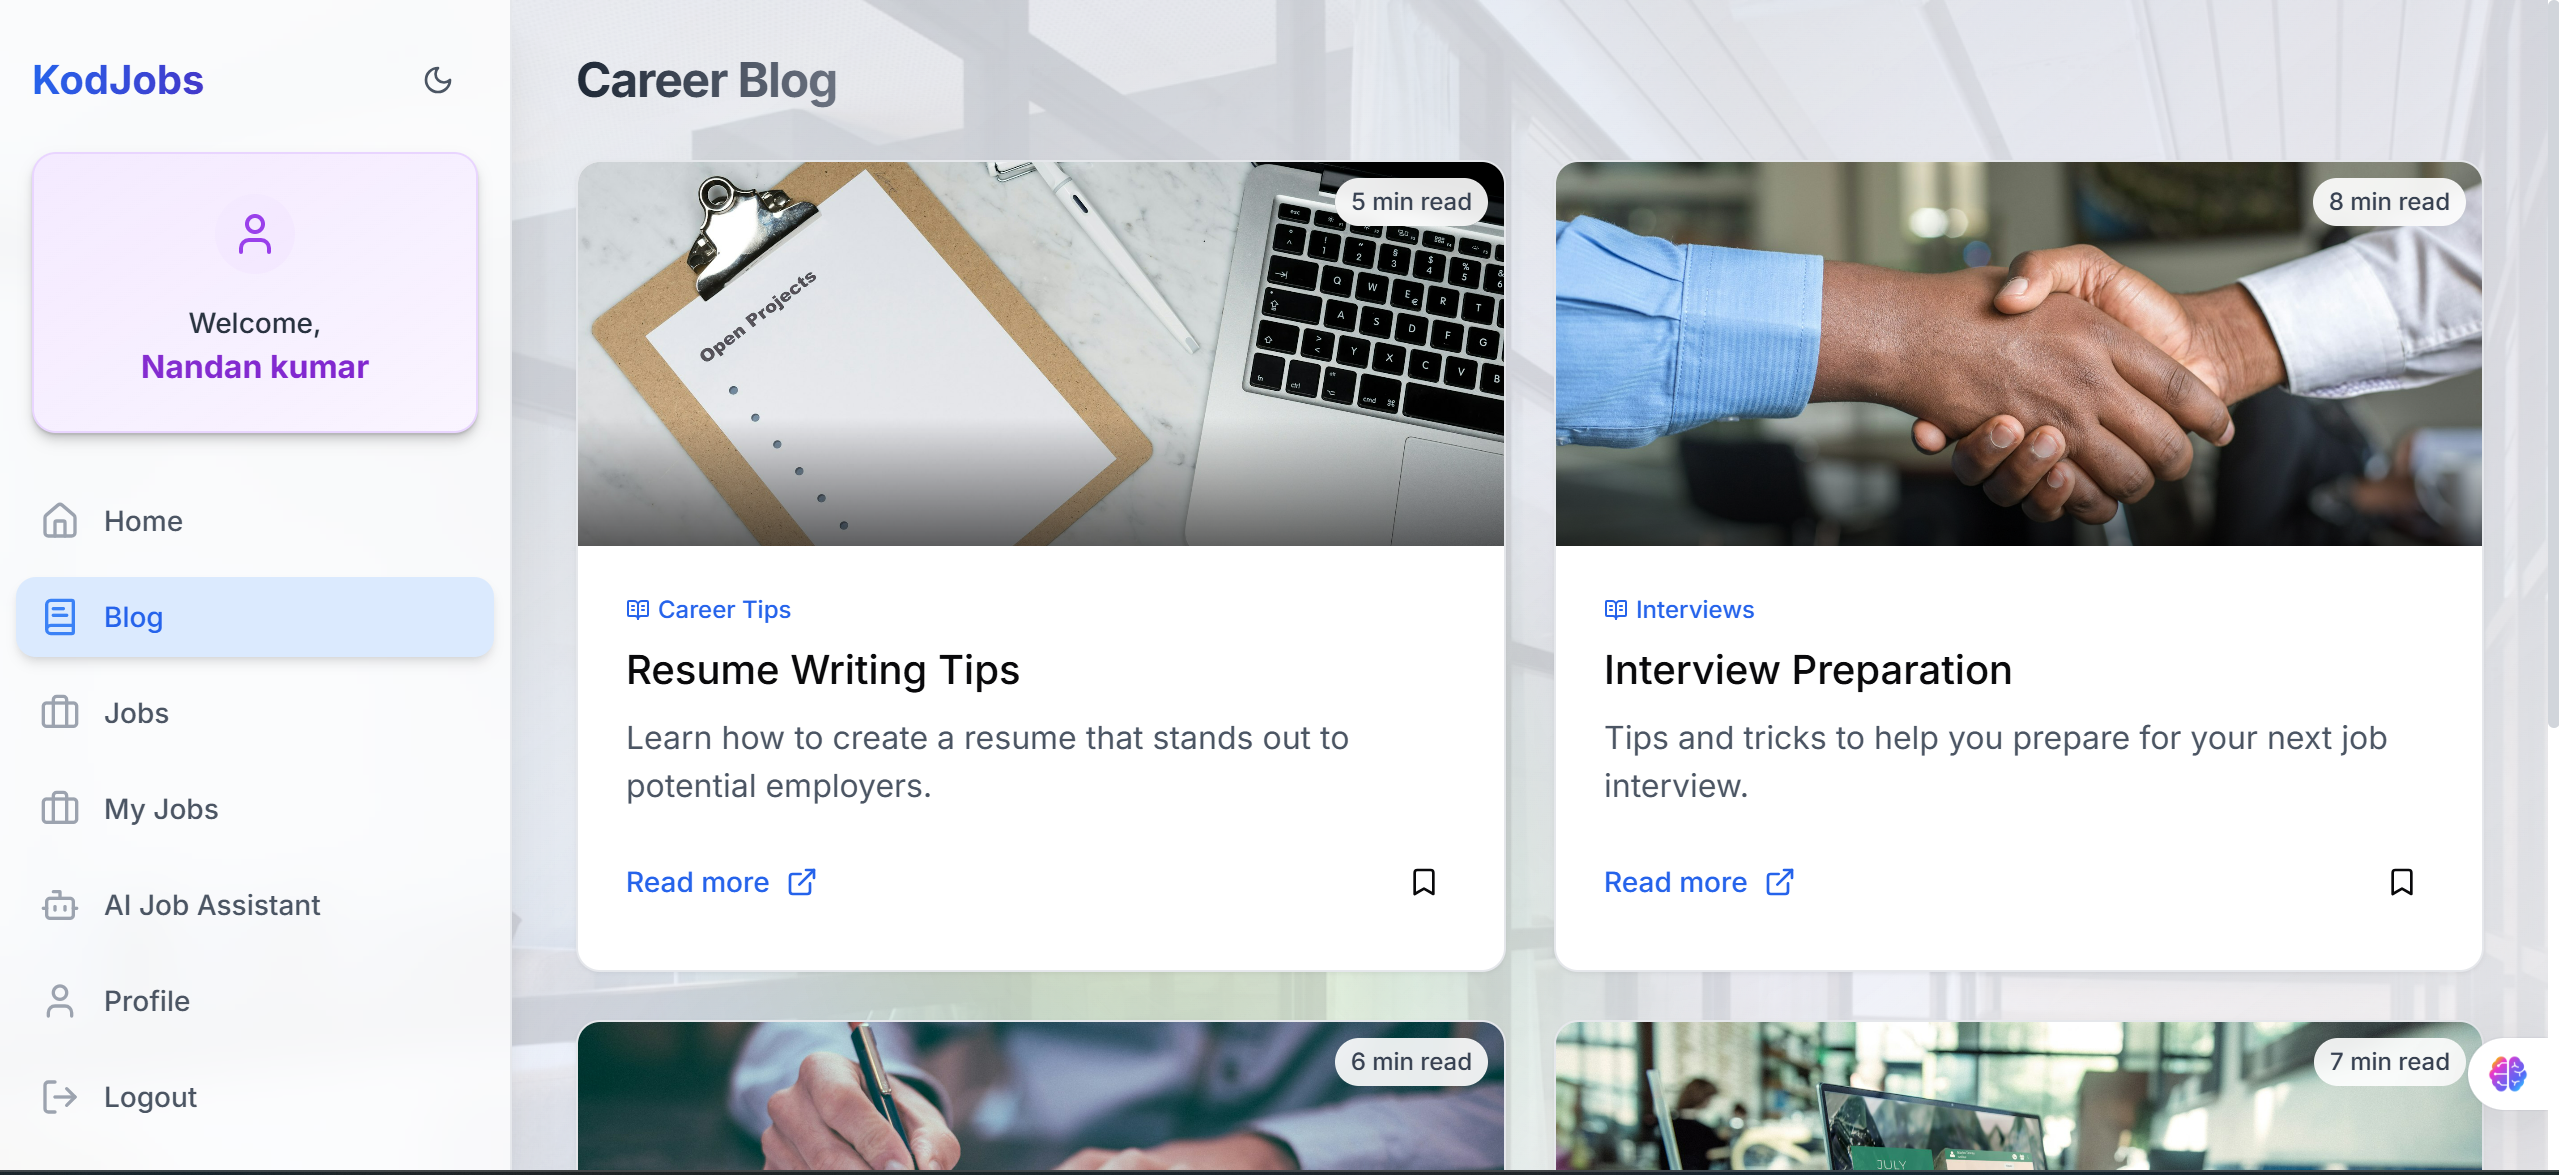 KodJobs
Welcome,
Nandan kumar
Home
Blog
Jobs
My Jobs
AI Job Assistant
Profile
Logout
Career Blog
Open Projects
5 min read
Career Tips
Resume Writing Tips
Learn how to create a resume that stands out to
potential employers.
Read more
8 min read
Interviews
Interview Preparation
Tips and tricks to help you prepare for your next job
interview.
Read more
6 min read
7 min read
JULY